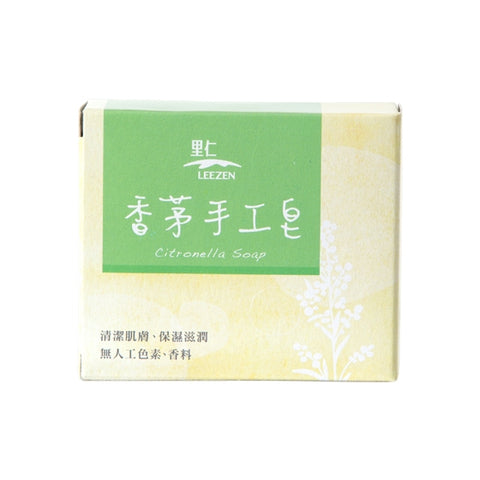 里仁
LEEZEN
香茅手工皂
Citronella Soap
清潔肌膚、保濕滋潤
無人工色素、香料